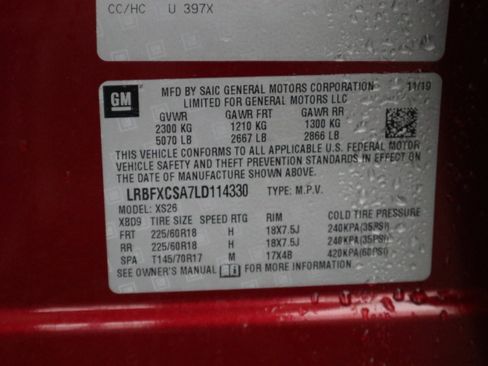 CC/HC U 397X
GM
MFD BY SAIC GENERAL MOTORS CORPORATION 11/19
LIMITED FOR GENERAL MOTORS LLC
GVWR GAWR FRT GAWR RR
2300 KG 1210 KG 1300 KG
5070 LB 2667 LB 2866 LB
THIS VEHICLE CONFORMS TO ALL APPLICABLE U.S. FEDERAL MOTOR
VEHICLE SAFETY AND THEFT PREVENTION STANDARDS IN EFFECT ON
THE DATE OF MANUFACTURE SHOWN ABOVE.
LRBFXCSA7LD114330 TYPE: M.P.V.
MODEL: XS26
XBD9 TIRE SIZE SPEED RTG RIM COLD TIRE PRESSURE
FRT 225/60R18 H 18X7.5J 240KPA(35PSI)
RR 225/60R18 H 18X7.5J 240KPA(35PSI)
SPA T145/70R17 M 17X4B 420KPA(60PSI)
SEE OWNER'S MANUAL FOR MORE INFORMATION.